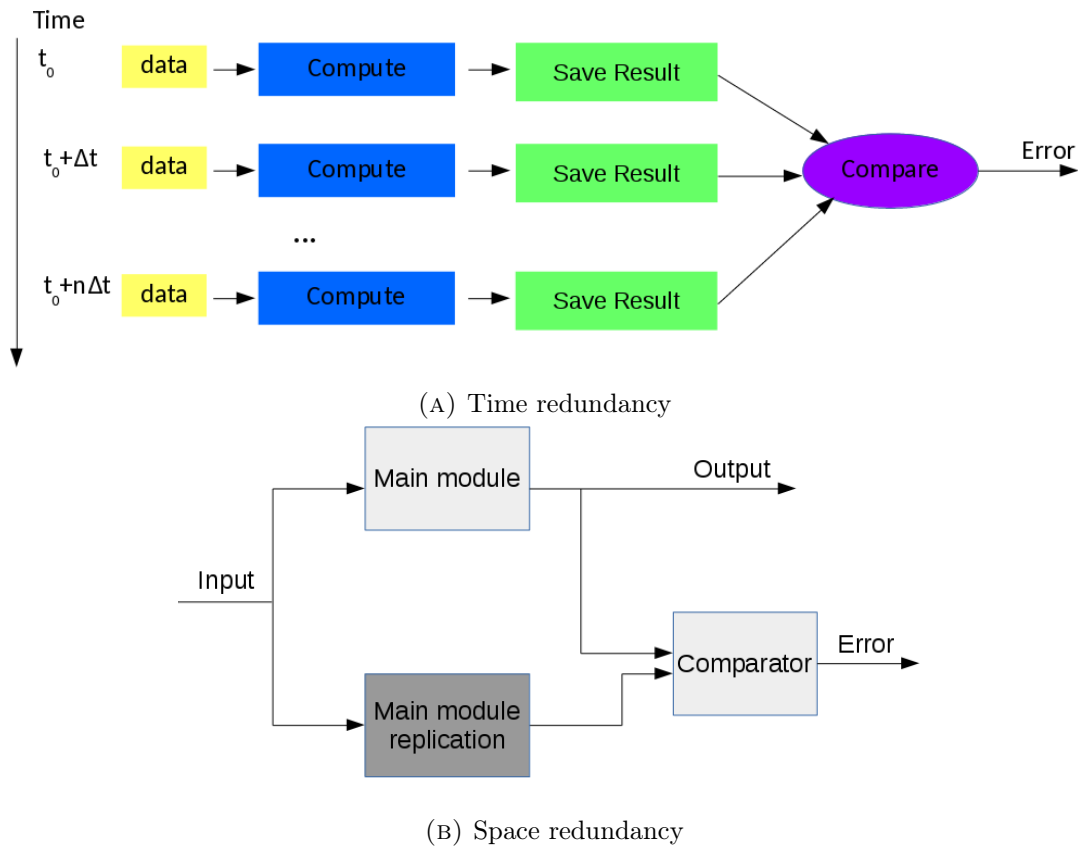 Time
t₀ data Compute Save Result
t₀+Δt data Compute Save Result
Compare Error
...
t₀+nΔt data Compute Save Result
(A) Time redundancy
Main module
Output
Input
Main module
replication
Comparator
Error
(B) Space redundancy